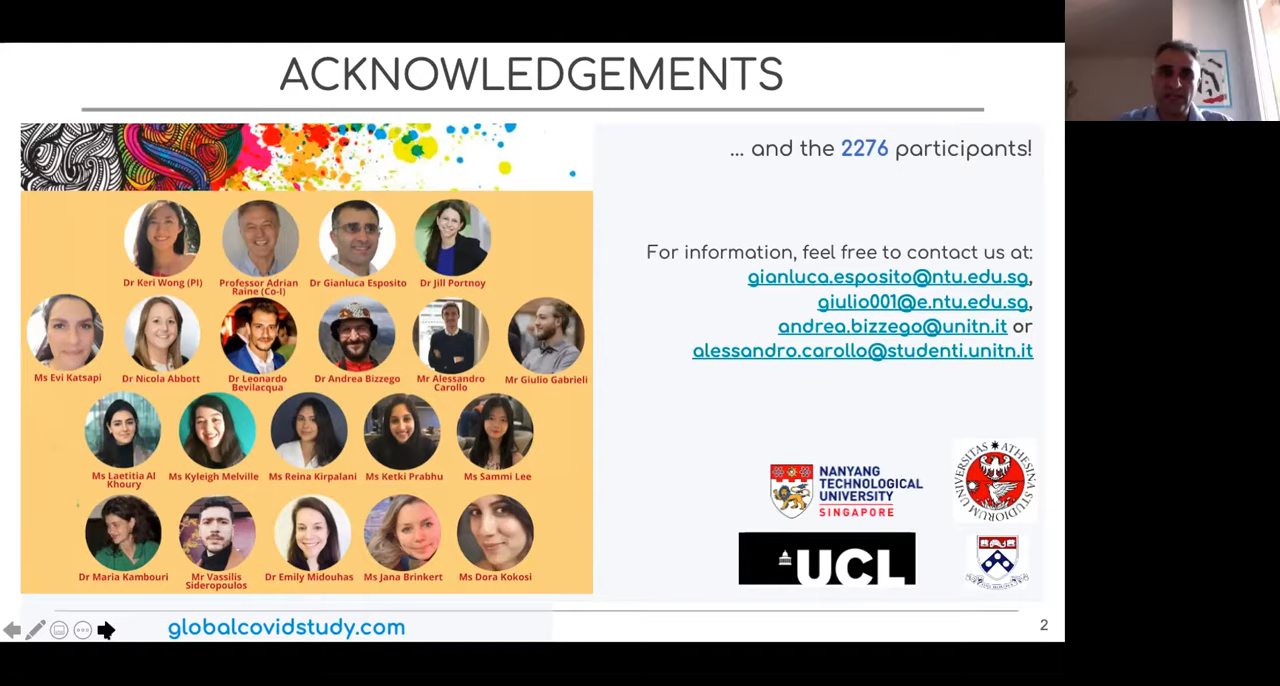 ACKNOWLEDGEMENTS
... and the 2276 participants!
Dr Keri Wong (PI)
Professor Adrian
Raine (Co-I)
Dr Gianluca Esposito
Dr Jill Portnoy
Ms Evi Katsapi
Dr Nicola Abbott
Dr Leonardo
Bevilacqua
Dr Andrea Bizzego
Mr Alessandro
Carollo
Mr Giulio Gabrieli
Ms Laetitia Al
Khoury
Ms Kyleigh Melville
Ms Reina Kirpalani
Ms Ketki Prabhu
Ms Sammi Lee
Dr Maria Kambouri
Mr Vassilis
Sideropoulos
Dr Emily Midouhas
Ms Jana Brinkert
Ms Dora Kokosi
For information, feel free to contact us at:
gianluca.esposito@ntu.edu.sg,
giulio001@e.ntu.edu.sg,
andrea.bizzego@unitn.it or
alessandro.carollo@studenti.unitn.it
NANYANG
TECHNOLOGICAL
UNIVERSITY
SINGAPORE
UNIVERSITAS ATHESINA STUDIORUM
UCL
globalcovidstudy.com
2